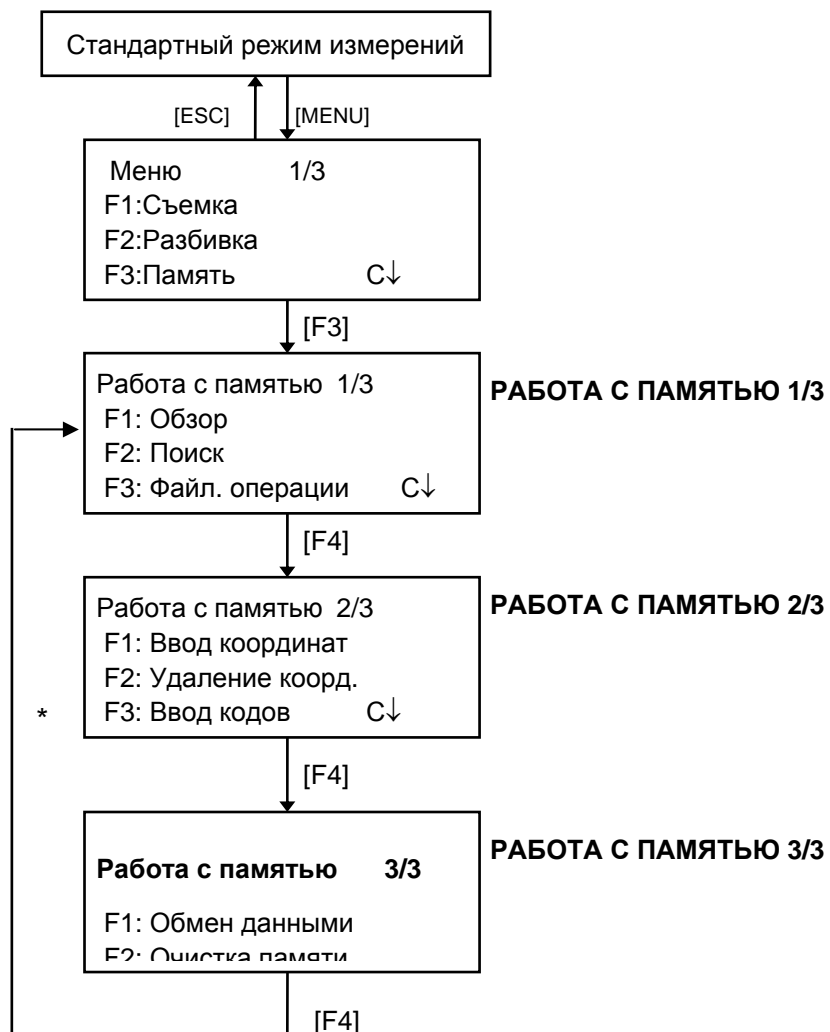 Стандартный режим измерений
[ESC] [MENU]
Меню 1/3
F1:Съемка
F2:Разбивка
F3:Память С↓
[F3]
Работа с памятью 1/3 РАБОТА С ПАМЯТЬЮ 1/3
F1: Обзор
F2: Поиск
F3: Файл. операции С↓
[F4]
Работа с памятью 2/3 РАБОТА С ПАМЯТЬЮ 2/3
F1: Ввод координат
F2: Удаление коорд.
* F3: Ввод кодов С↓
[F4]
Работа с памятью 3/3 РАБОТА С ПАМЯТЬЮ 3/3
F1: Обмен данными
F2: Очистка памяти
[F4]